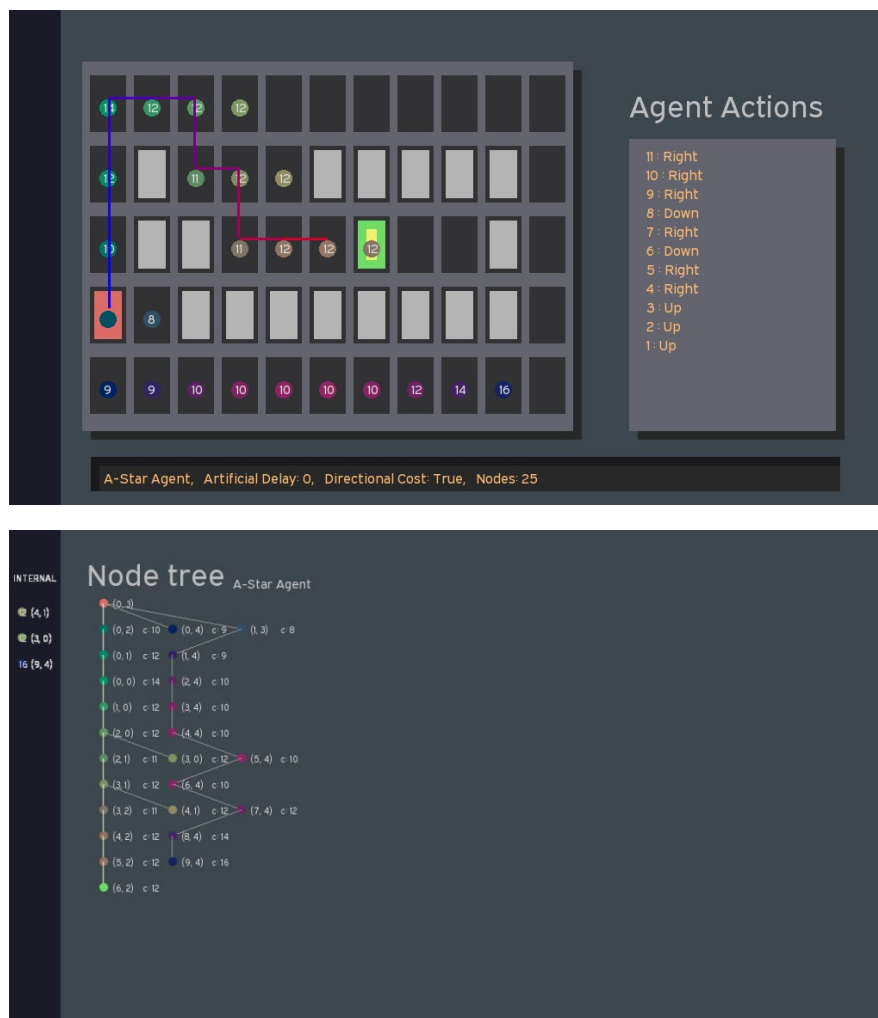 Agent Actions
14 12 12 12
11 : Right
10 : Right
9 : Right
8 : Down
7 : Right
6 : Down
5 : Right
4 : Right
3 : Up
2 : Up
1 : Up
12 11 12 12
10 11 12 12 12
8
9 9 10 10 10 10 10 12 14 16
A-Star Agent, Artificial Delay: 0, Directional Cost: True, Nodes: 25
INTERNAL
12 (4, 1)
12 (3, 0)
16 (9, 4)
Node tree A-Star Agent
(0, 3)
(0, 2) c: 10 (0, 4) c: 9 (1, 3) c: 8
(0, 1) c: 12 (1, 4) c: 9
(0, 0) c: 14 (2, 4) c: 10
(1, 0) c: 12 (3, 4) c: 10
(2, 0) c: 12 (4, 4) c: 10
(2, 1) c: 11 (3, 0) c: 12 (5, 4) c: 10
(3, 1) c: 12 (6, 4) c: 10
(3, 2) c: 11 (4, 1) c: 12 (7, 4) c: 12
(4, 2) c: 12 (8, 4) c: 14
(5, 2) c: 12 (9, 4) c: 16
(6, 2) c: 12